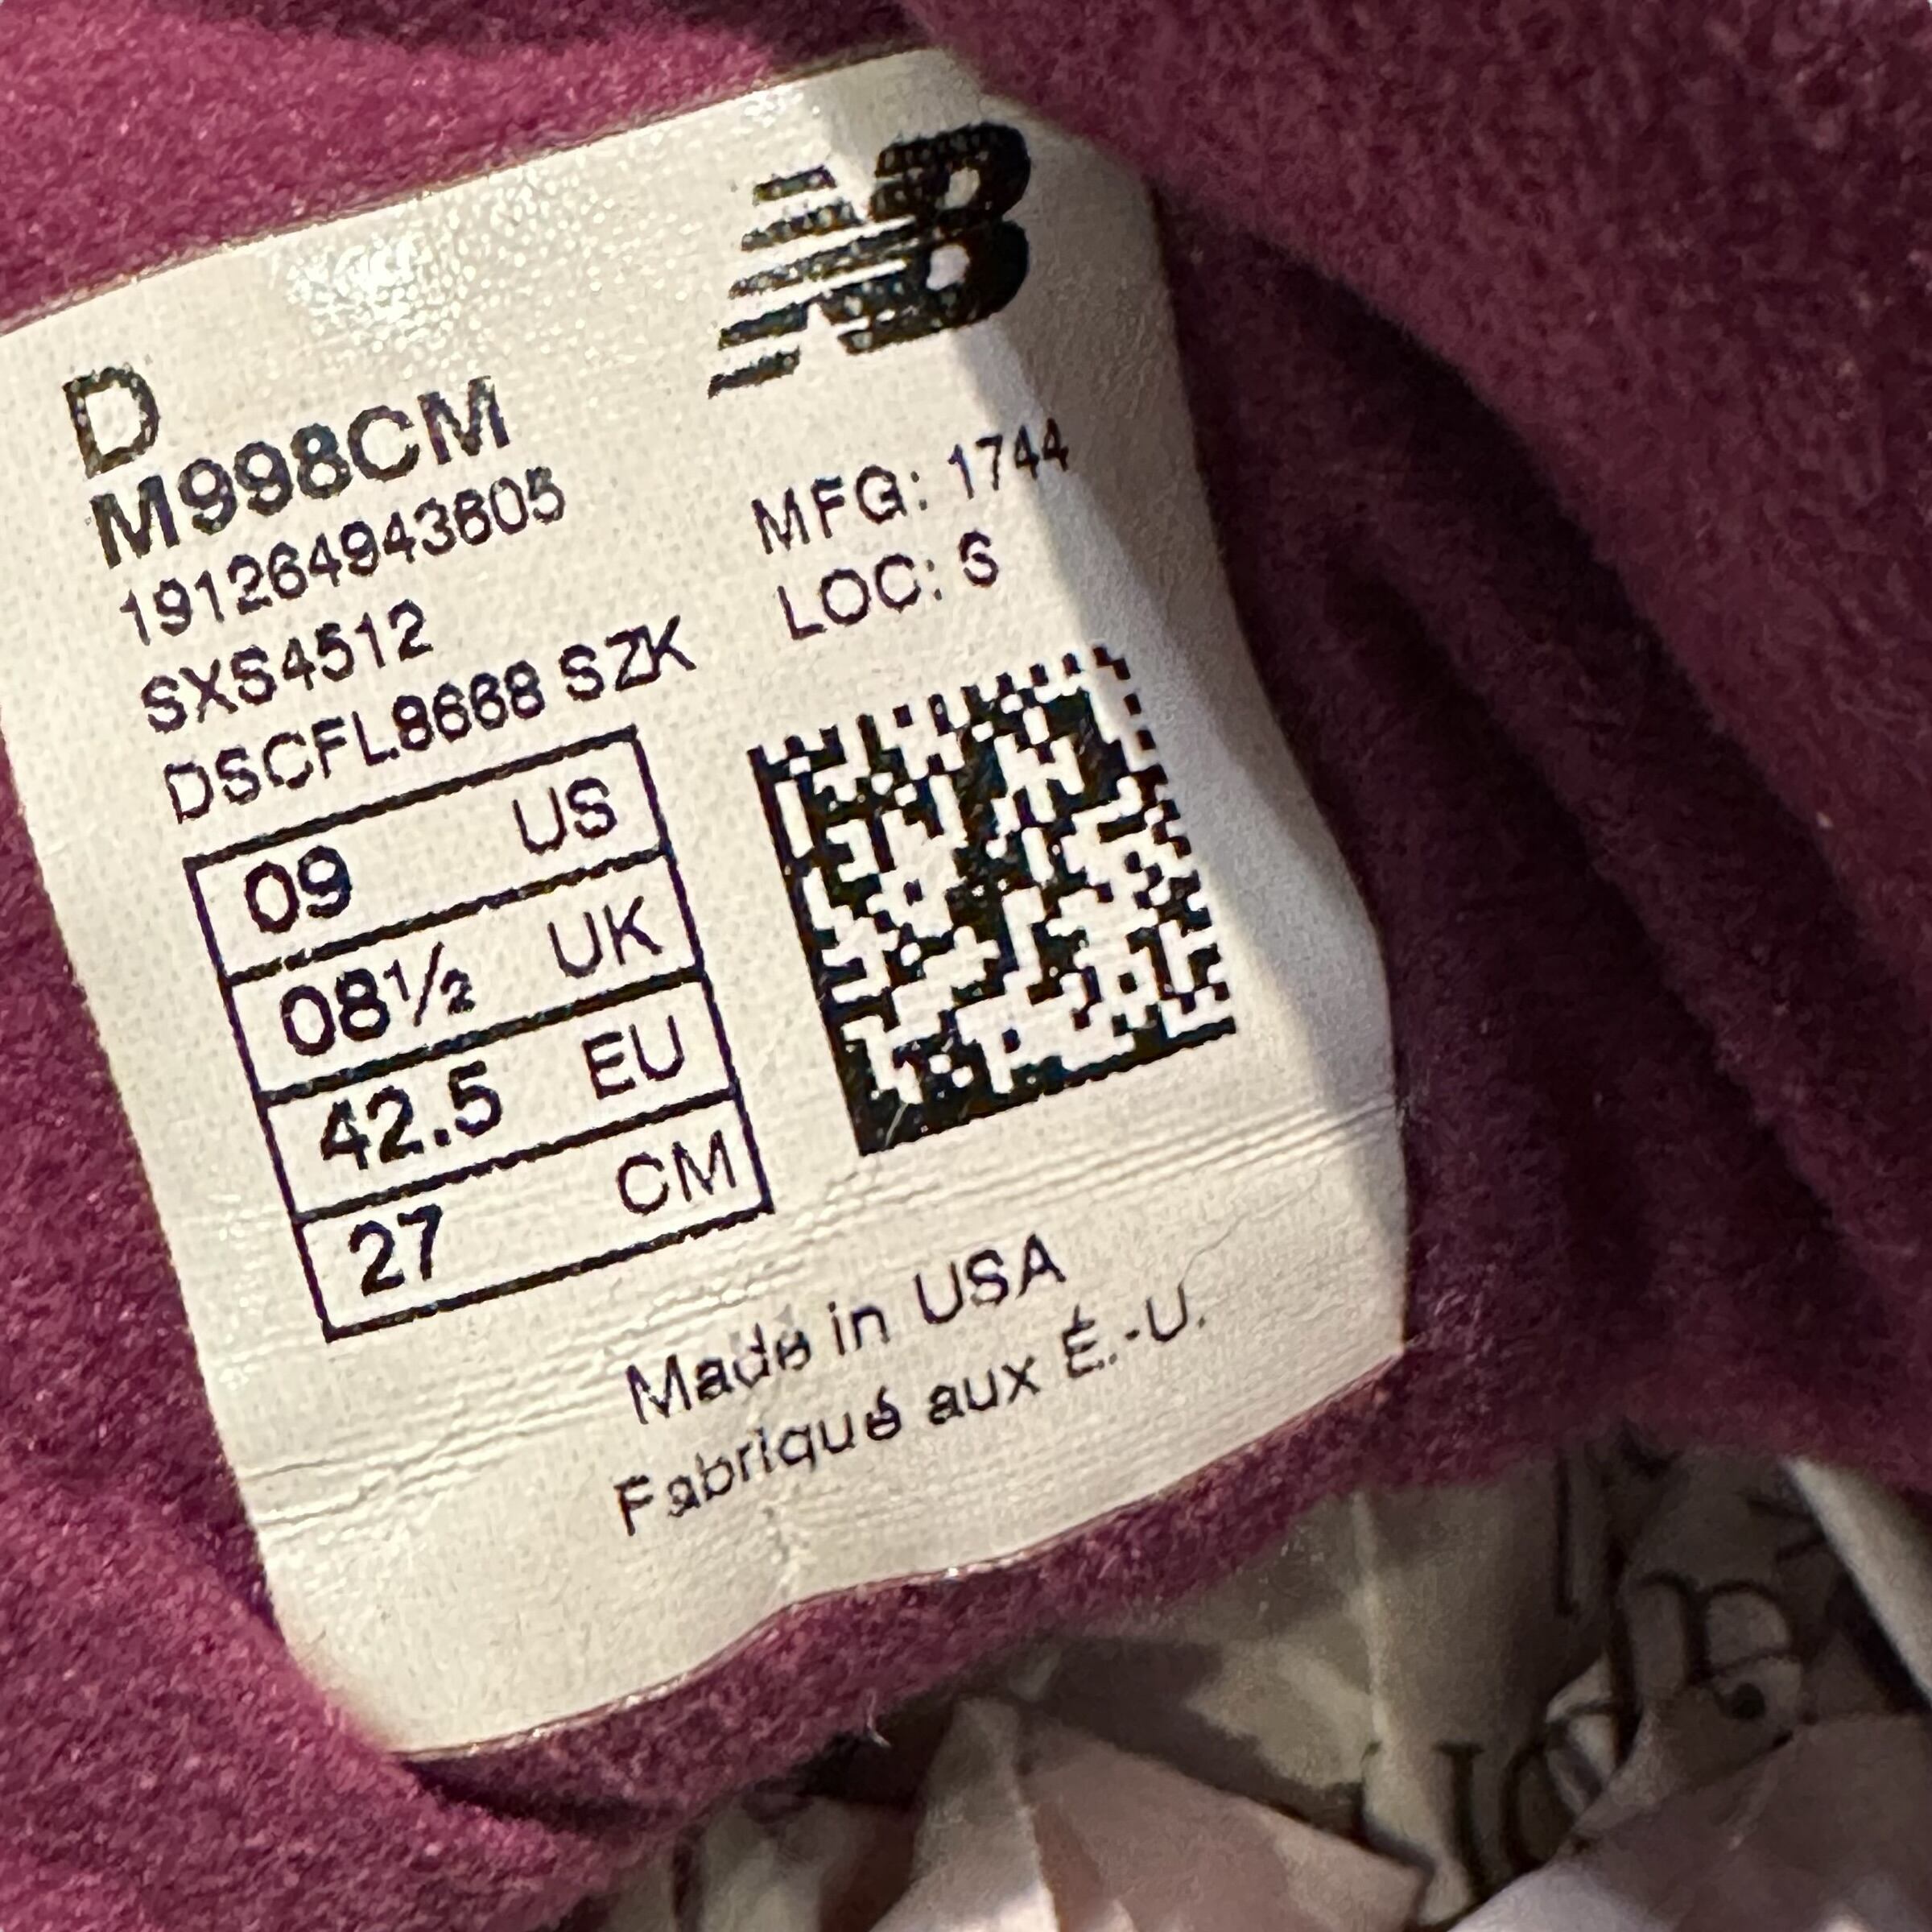 NB
D
M998CM
191264943605
SXS4512
DSCFL8668 SZK
MFG: 1744
LOC: S
09 US
08½ UK
42.5 EU
27 CM
Made in USA
Fabriqué aux É.-U.